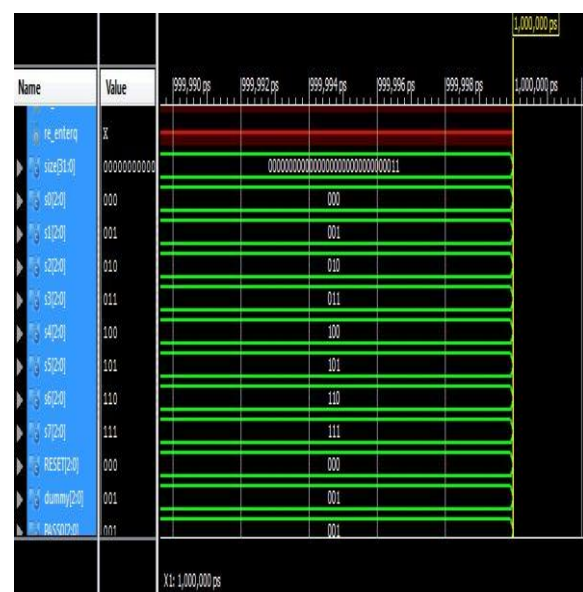 1,000,000 ps
Name Value 999,990 ps 999,992 ps 999,994 ps 999,996 ps 999,998 ps 1,000,000 ps
re_enterq X
size[31:0] 00000000000 00000000000000000000000000000011
s0[2:0] 000 000
s1[2:0] 001 001
s2[2:0] 010 010
s3[2:0] 011 011
s4[2:0] 100 100
s5[2:0] 101 101
s6[2:0] 110 110
s7[2:0] 111 111
RESET[2:0] 000 000
dummy[2:0] 001 001
PASS0[2:0] 001 001
X1: 1,000,000 ps